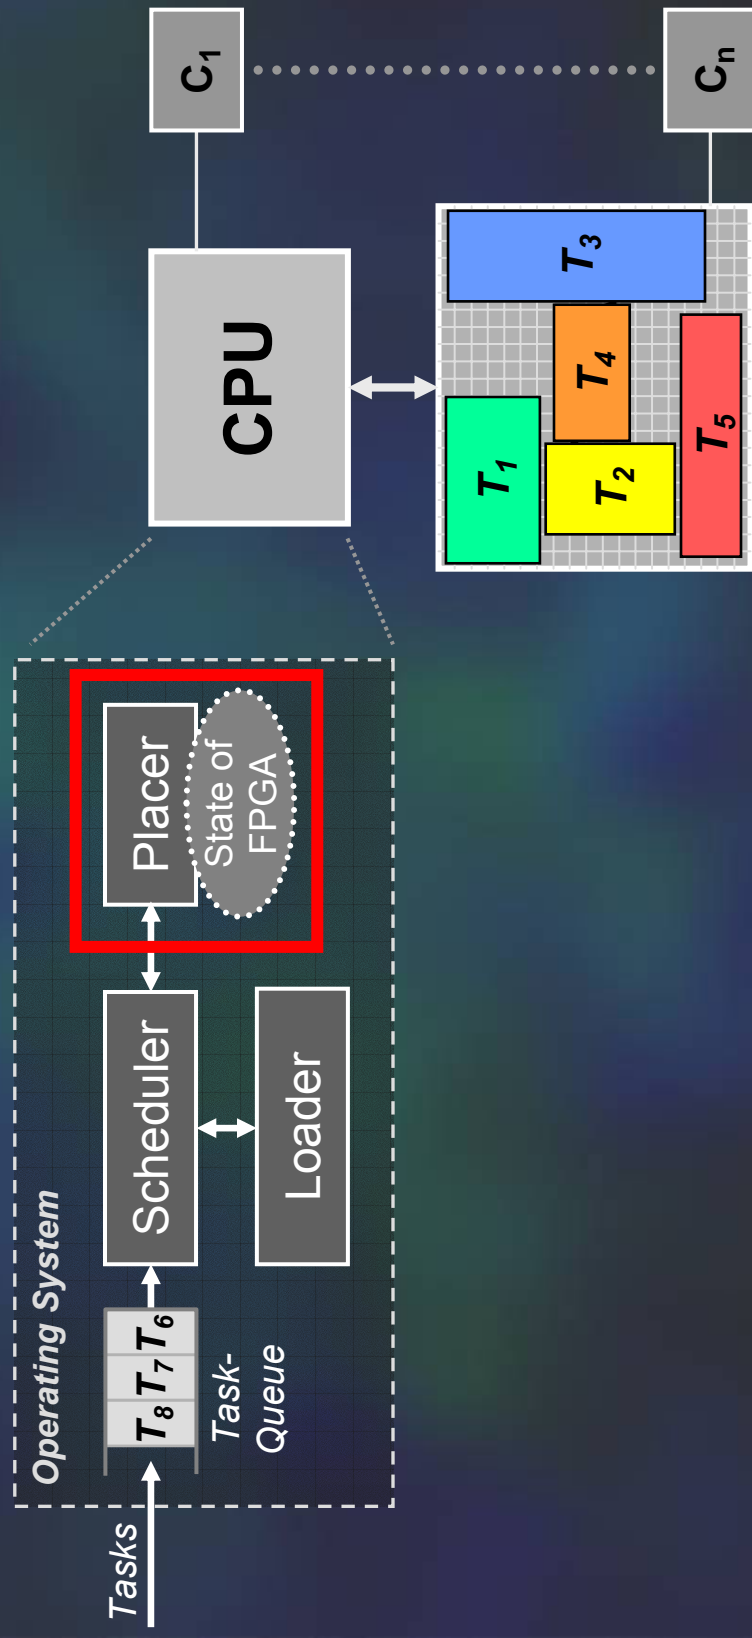 Operating System
Tasks
T8 T7 T6
Task-
Queue
Scheduler
Loader
Placer
State of
FPGA
CPU
C1
Cn
T1
T2
T4
T3
T5